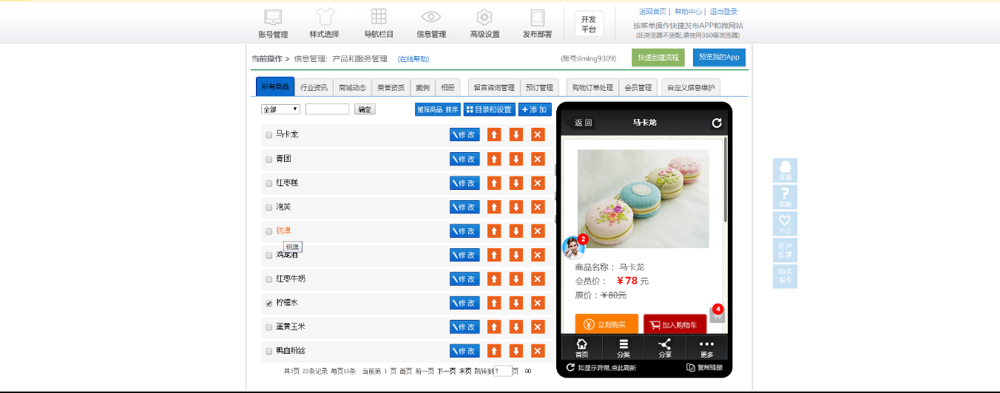 账号管理 样式选择 导航栏目 信息管理 高级设置 发布部署 开发平台
返回首页 | 帮助中心 | 退出登录
按菜单操作快捷发布APP和微网站
(IE浏览器不适配,请使用360等浏览器)
当前操作 > 信息管理: 产品和服务管理 (在线帮助) (账号:liming9309) 快速创建流程 预览我的App
所有商品 行业资讯 商城动态 荣誉资质 案例 相册 留言咨询管理 预订管理 购物订单处理 会员管理 自定义信息维护
全部 确定 推荐商品 排序 目录和设置 添加
马卡龙 修改
青团 修改
红枣糕 修改
泡芙 修改
锐澳 修改
锐澳
鸡尾酒 修改
红枣牛奶 修改
柠檬水 修改
蛋黄玉米 修改
鸭血粉丝 修改
共3页 22条记录 每页10条 当前第 1 页 首页 前一页 下一页 末页 跳转到 1 页 GO
返回 马卡龙
2
商品名称： 马卡龙
会员价： ￥78 元
原价：￥80元
4
立刻购买 加入购物车
首页 分类 分享 更多
如显示异常,点此刷新 复制链接
客服
帮助
关注
用户
反馈
购买
服务